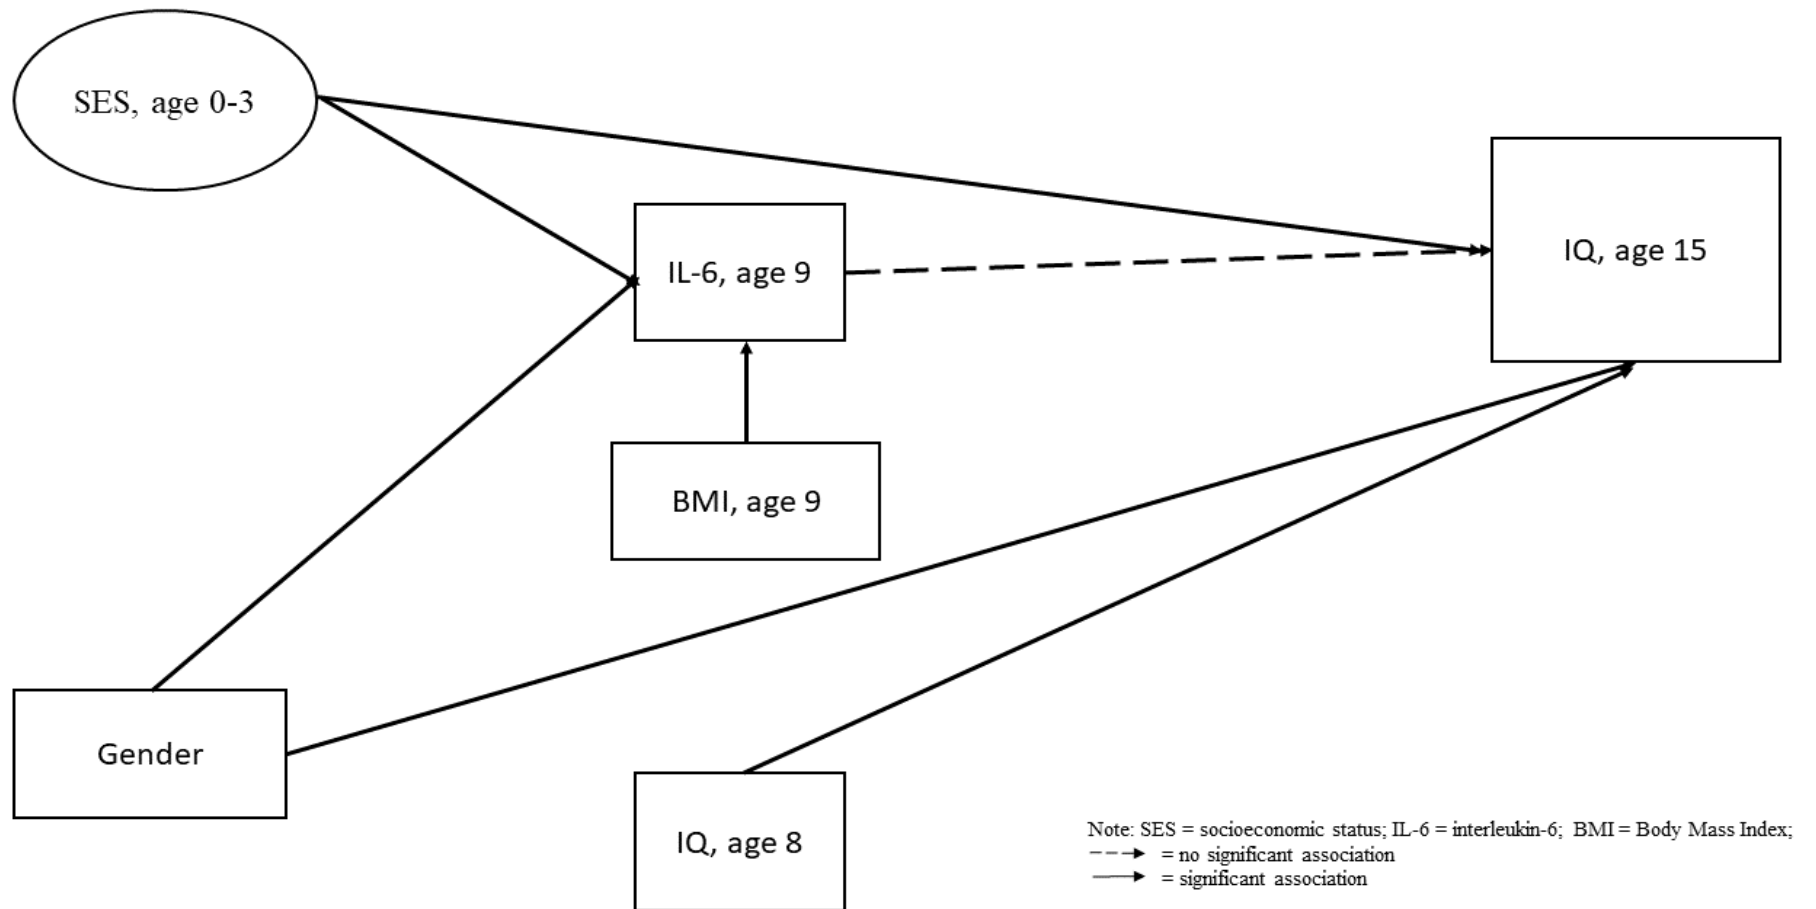 SES, age 0-3
IL-6, age 9
IQ, age 15
BMI, age 9
Gender
IQ, age 8
Note: SES = socioeconomic status; IL-6 = interleukin-6; BMI = Body Mass Index;
= no significant association
= significant association